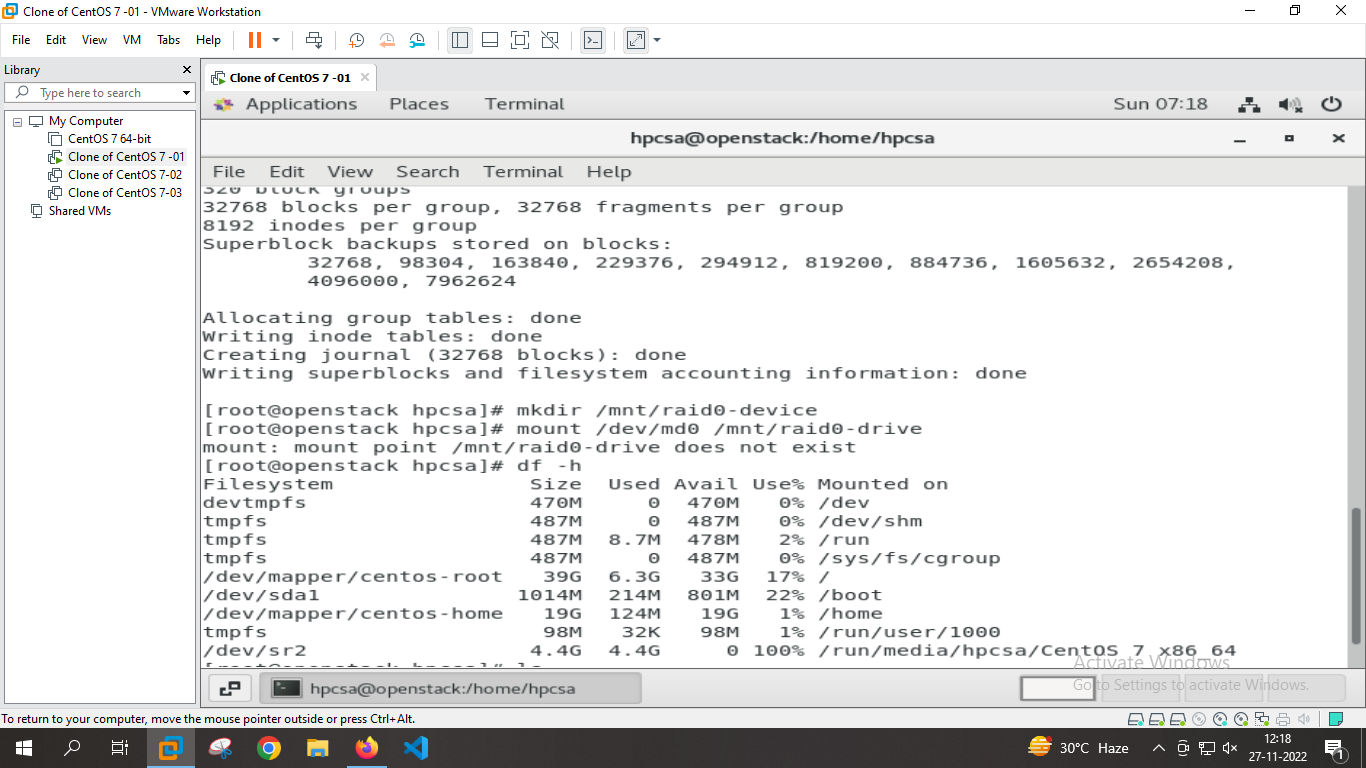 Clone of CentOS 7 -01 - VMware Workstation
File Edit View VM Tabs Help
Library
Type here to search
My Computer
CentOS 7 64-bit
Clone of CentOS 7 -01
Clone of CentOS 7-02
Clone of CentOS 7-03
Shared VMs
Clone of CentOS 7 -01
Applications Places Terminal Sun 07:18
hpcsa@openstack:/home/hpcsa
File Edit View Search Terminal Help
320 block groups
32768 blocks per group, 32768 fragments per group
8192 inodes per group
Superblock backups stored on blocks:
32768, 98304, 163840, 229376, 294912, 819200, 884736, 1605632, 2654208,
4096000, 7962624
Allocating group tables: done
Writing inode tables: done
Creating journal (32768 blocks): done
Writing superblocks and filesystem accounting information: done
[root@openstack hpcsa]# mkdir /mnt/raid0-device
[root@openstack hpcsa]# mount /dev/md0 /mnt/raid0-drive
mount: mount point /mnt/raid0-drive does not exist
[root@openstack hpcsa]# df -h
Filesystem Size Used Avail Use% Mounted on
devtmpfs 470M 0 470M 0% /dev
tmpfs 487M 0 487M 0% /dev/shm
tmpfs 487M 8.7M 478M 2% /run
tmpfs 487M 0 487M 0% /sys/fs/cgroup
/dev/mapper/centos-root 39G 6.3G 33G 17% /
/dev/sda1 1014M 214M 801M 22% /boot
/dev/mapper/centos-home 19G 124M 19G 1% /home
tmpfs 98M 32K 98M 1% /run/user/1000
/dev/sr2 4.4G 4.4G 0 100% /run/media/hpcsa/CentOS 7 x86_64
[root@openstack hpcsa]# ls
Activate Windows
Go to Settings to activate Windows.
hpcsa@openstack:/home/hpcsa
To return to your computer, move the mouse pointer outside or press Ctrl+Alt.
30°C Haze
12:18
27-11-2022
1